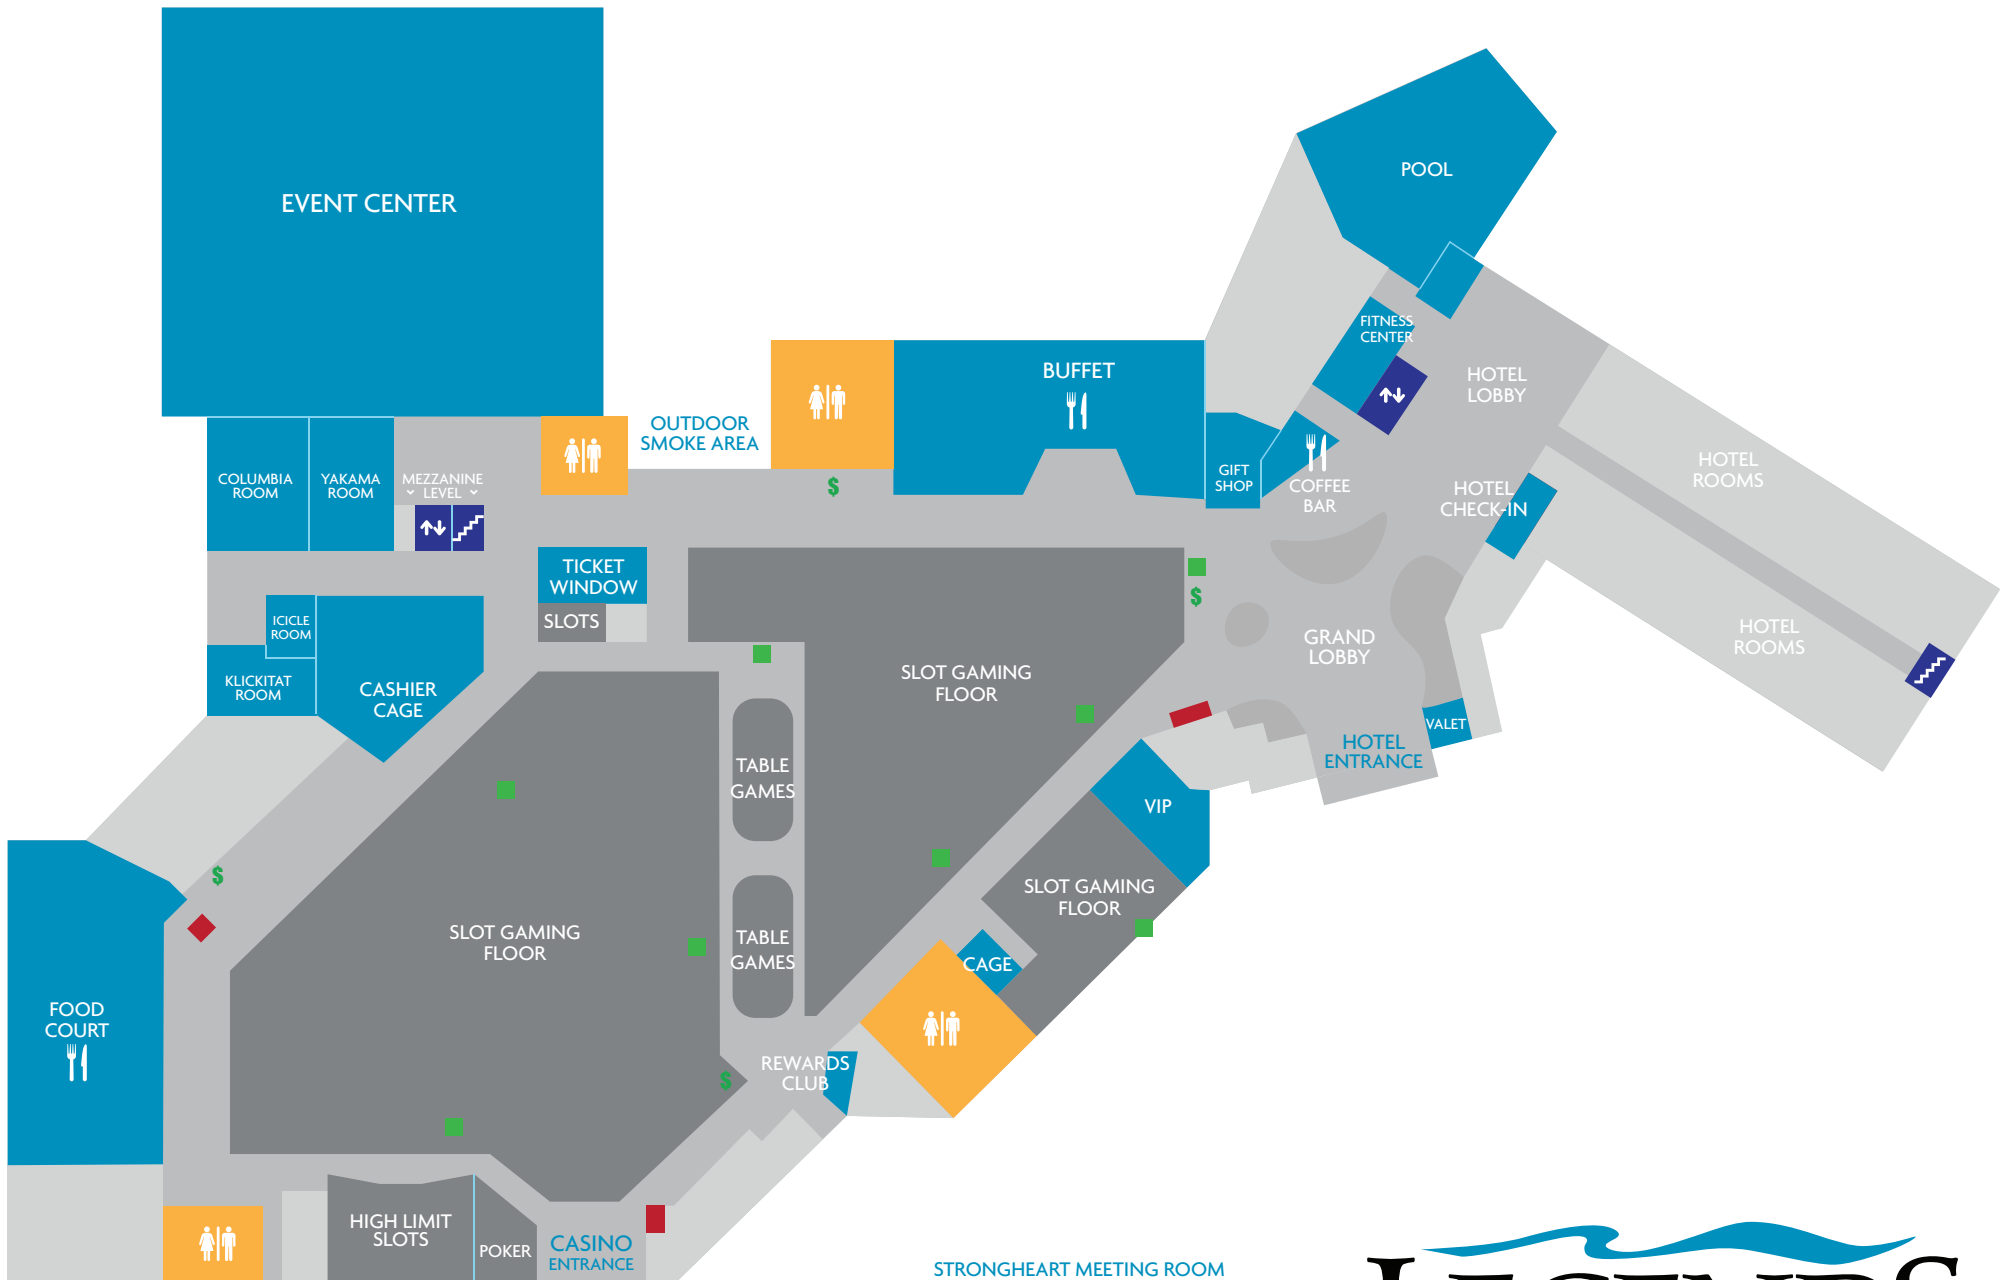 EVENT CENTER
POOL
FITNESS
CENTER
BUFFET
HOTEL
LOBBY
OUTDOOR
SMOKE AREA
COLUMBIA
ROOM
YAKAMA
ROOM
MEZZANINE
LEVEL
$
GIFT
SHOP
COFFEE
BAR
HOTEL
CHECK-IN
HOTEL
ROOMS
TICKET
WINDOW
SLOTS
$
ICICLE
ROOM
KLICKITAT
ROOM
CASHIER
CAGE
SLOT GAMING
FLOOR
GRAND
LOBBY
HOTEL
ROOMS
VALET
HOTEL
ENTRANCE
TABLE
GAMES
VIP
$
SLOT GAMING
FLOOR
SLOT GAMING
FLOOR
TABLE
GAMES
CAGE
FOOD
COURT
$
REWARDS
CLUB
HIGH LIMIT
SLOTS
POKER
CASINO
ENTRANCE
STRONGHEART MEETING ROOM
LEGENDS